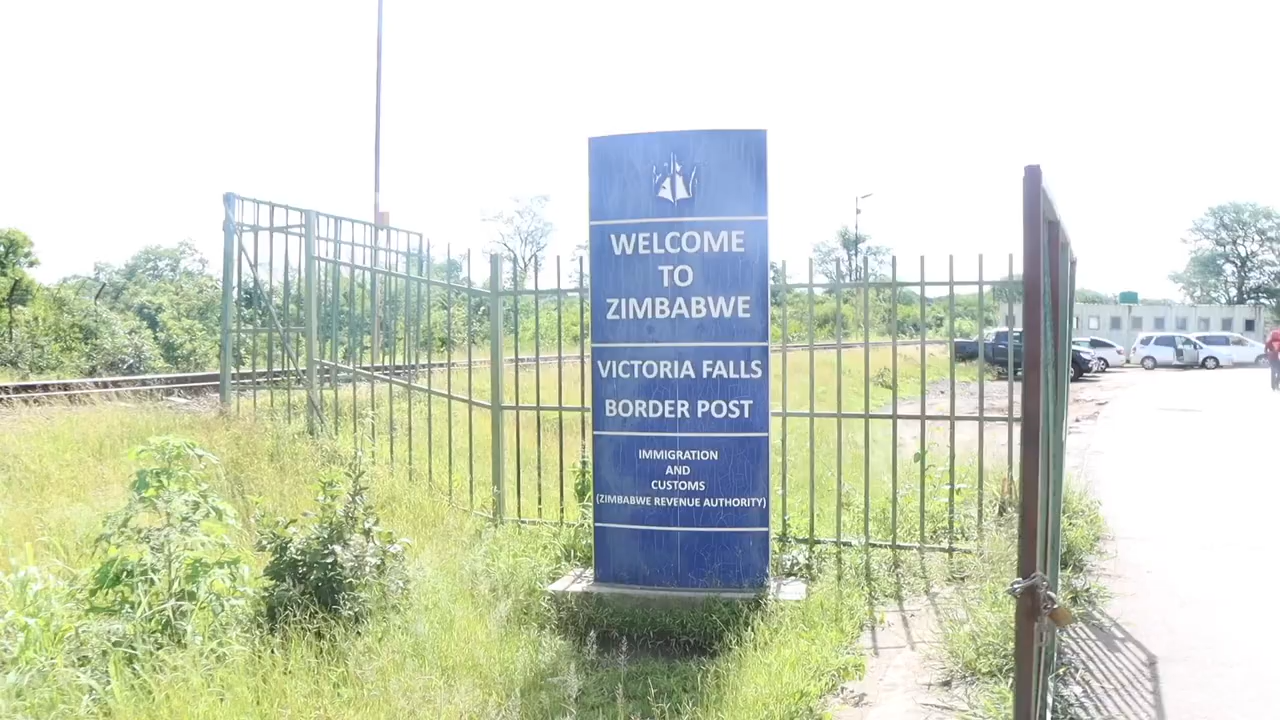 WELCOME
TO
ZIMBABWE
VICTORIA FALLS
BORDER POST
IMMIGRATION
AND
CUSTOMS
(ZIMBABWE REVENUE AUTHORITY)